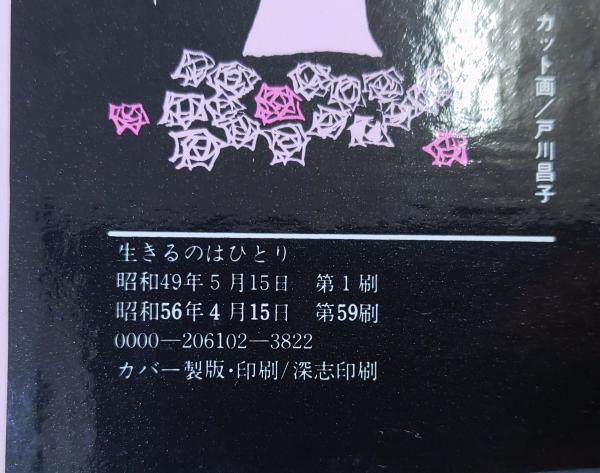 カット画/戸川昌子
生きるのはひとり
昭和49年5月15日　第1刷
昭和56年4月15日　第59刷
0000―206102―3822
カバー製版・印刷/深志印刷